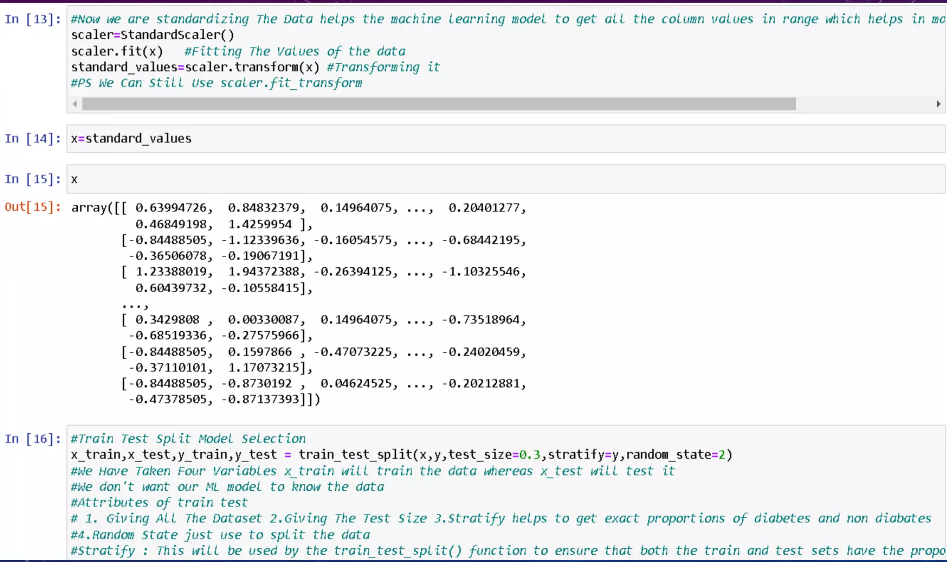 In [13]: #Now we are standardizing The Data helps the machine learning model to get all the column values in range which helps in
scaler=StandardScaler()
scaler.fit(x)   #Fitting The Values of the data
standard_values=scaler.transform(x) #Transforming it
#PS We Can Still Use scaler.fit_transform
In [14]: x=standard_values
In [15]: x
Out[15]: array([[ 0.63994726,  0.84832379,  0.14964075, ...,  0.20401277,
0.46849198,  1.4259954 ],
[-0.84488505, -1.12339636, -0.16054575, ..., -0.68442195,
-0.36506078, -0.19067191],
[ 1.23388019,  1.94372388, -0.26394125, ..., -1.10325546,
0.60439732, -0.10558415],
...,
[ 0.3429808 ,  0.00330087,  0.14964075, ..., -0.73518964,
-0.68519336, -0.27575966],
[-0.84488505,  0.1597866 , -0.47073225, ..., -0.24020459,
-0.37110101,  1.17073215],
[-0.84488505, -0.8730192 ,  0.04624525, ..., -0.20212881,
-0.47378505, -0.87137393]])
In [16]: #Train Test Split Model Selection
x_train,x_test,y_train,y_test = train_test_split(x,y,test_size=0.3,stratify=y,random_state=2)
#We Have Taken Four Variables x_train will train the data whereas x_test will test it
#We don't want our ML model to know the data
#Attributes of train test
# 1. Giving All The Dataset 2.Giving The Test Size 3.Stratify helps to get exact proportions of diabetes and non diabates
#4.Random State just use to split the data
#Stratify : This will be used by the train_test_split() function to ensure that both the train and test sets have the